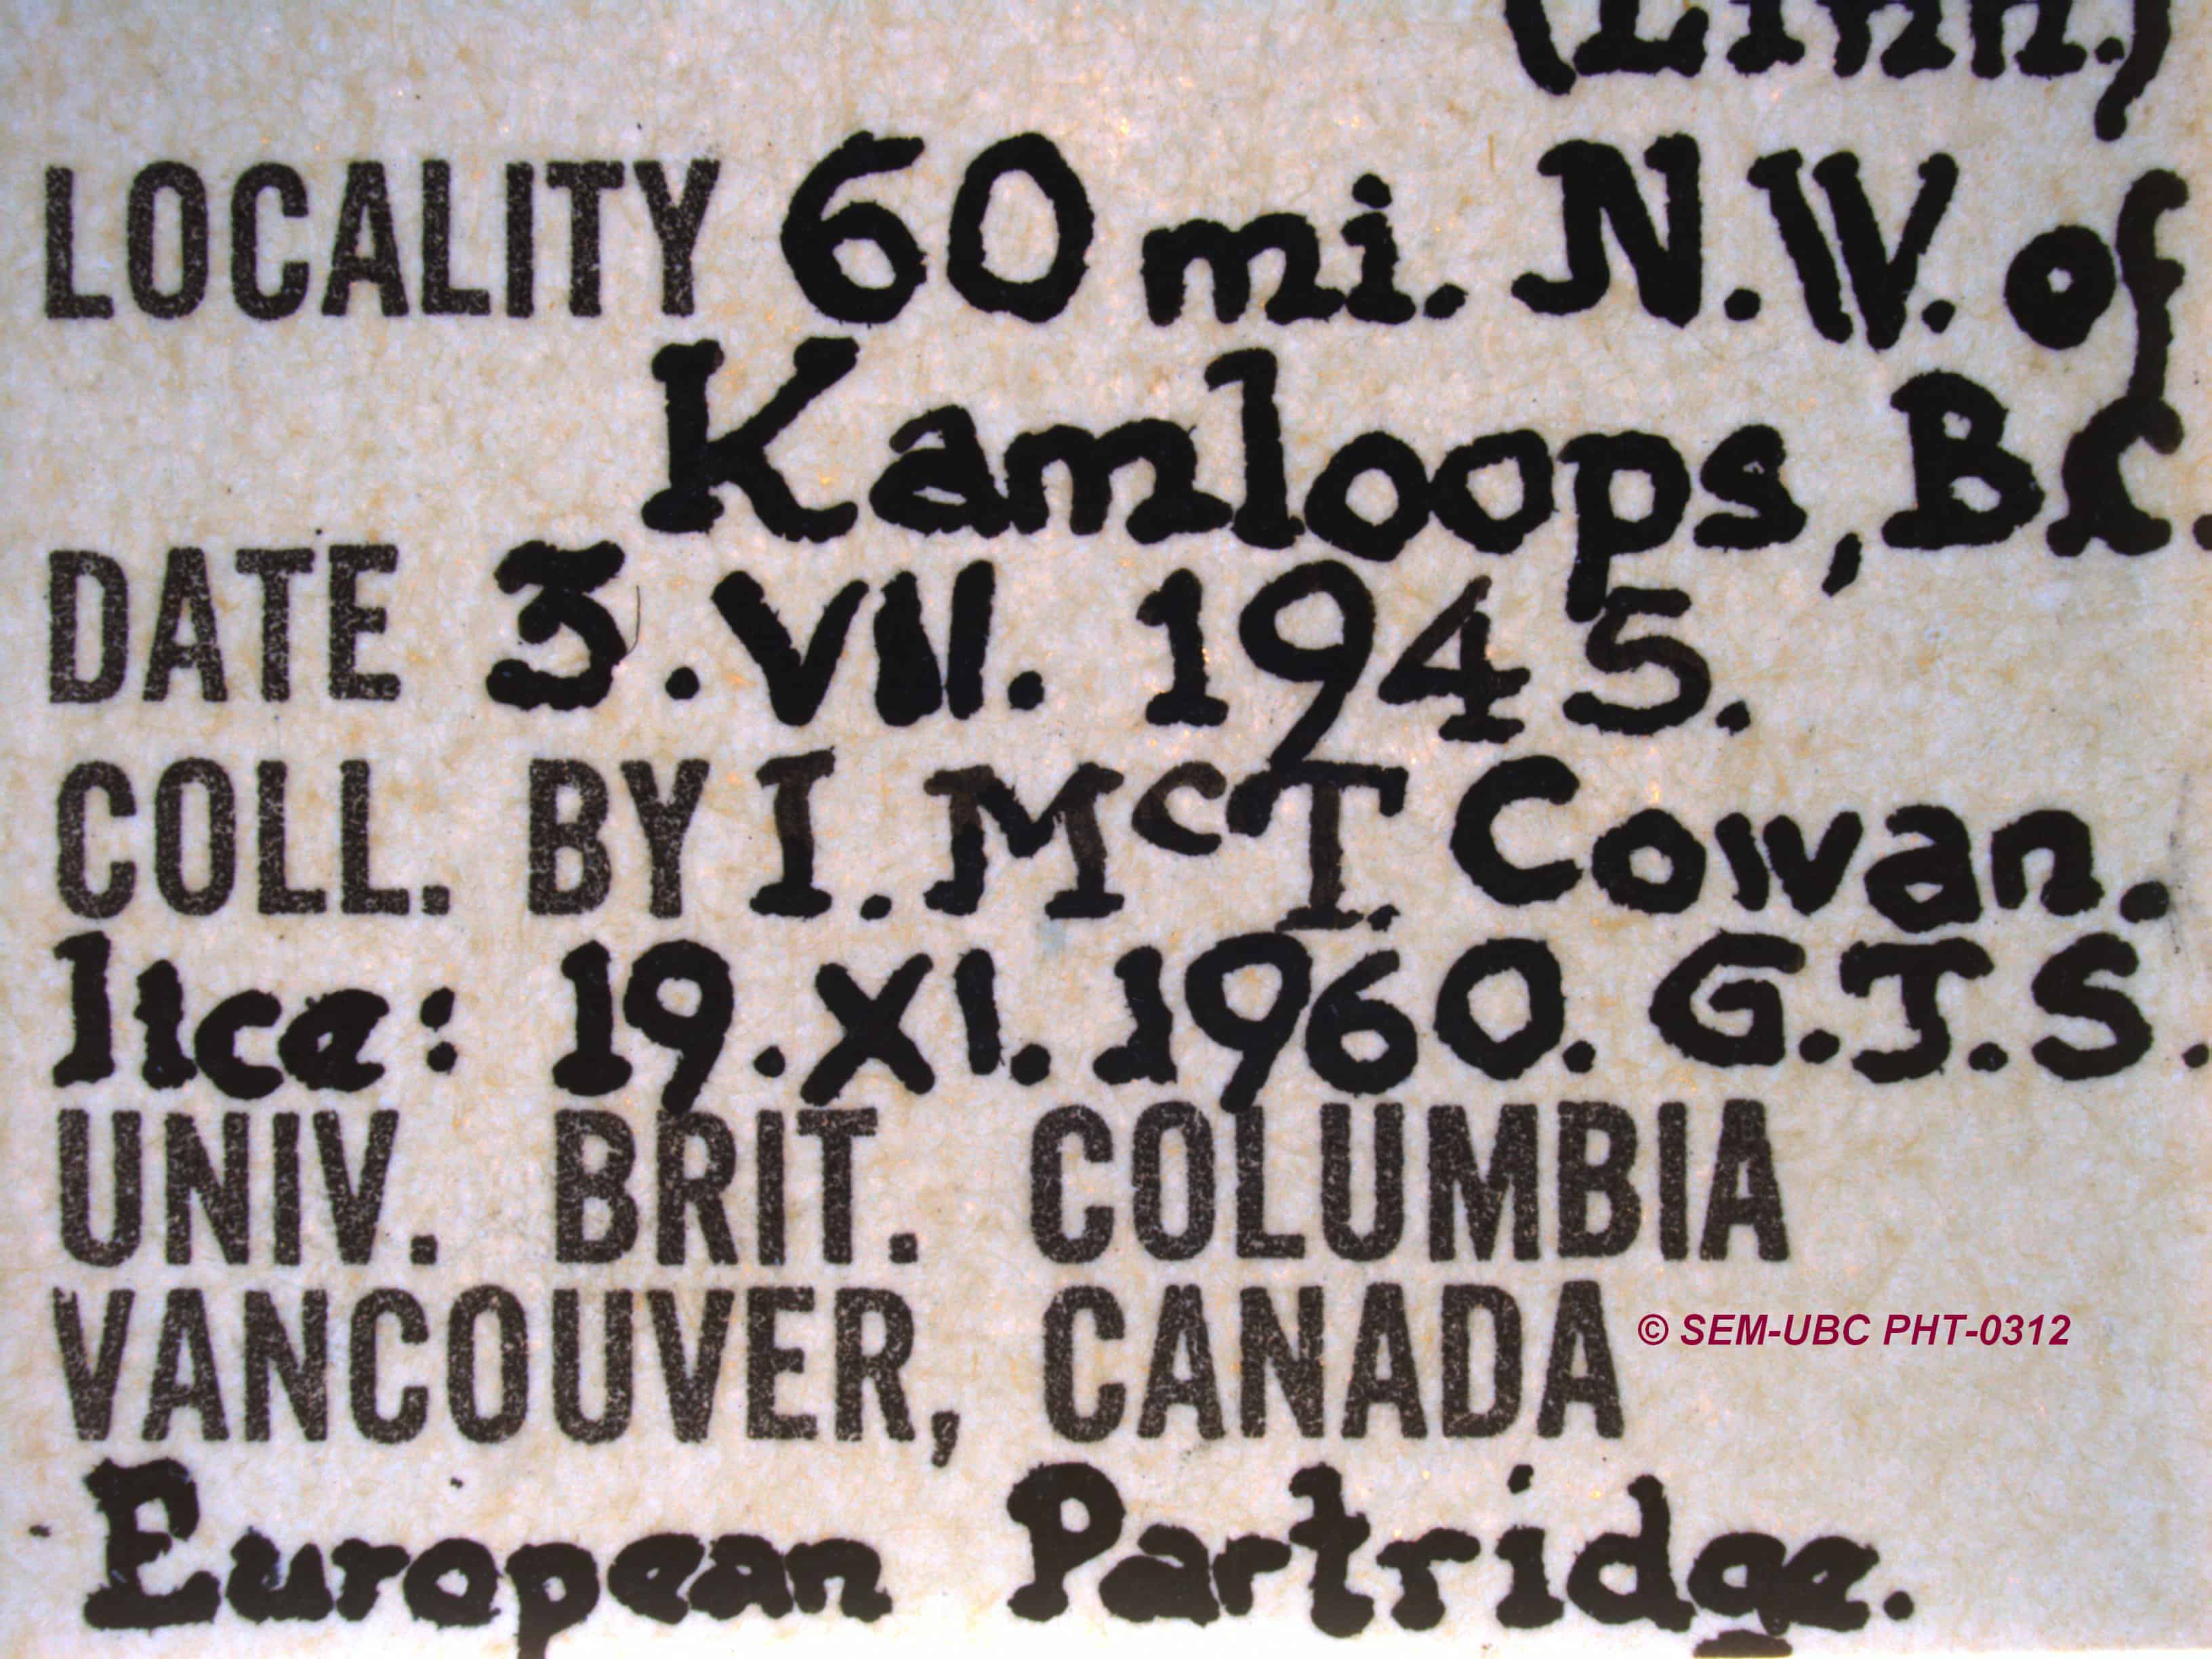 (Linn.)
LOCALITY 60 mi. N.W. of
Kamloops, B.C.
DATE 3.VII. 1945.
COLL. BY I. McT. Cowan.
lice: 19.XI. 1960. G.J.S.
UNIV. BRIT. COLUMBIA
VANCOUVER, CANADA
© SEM-UBC PHT-0312
European Partridge.